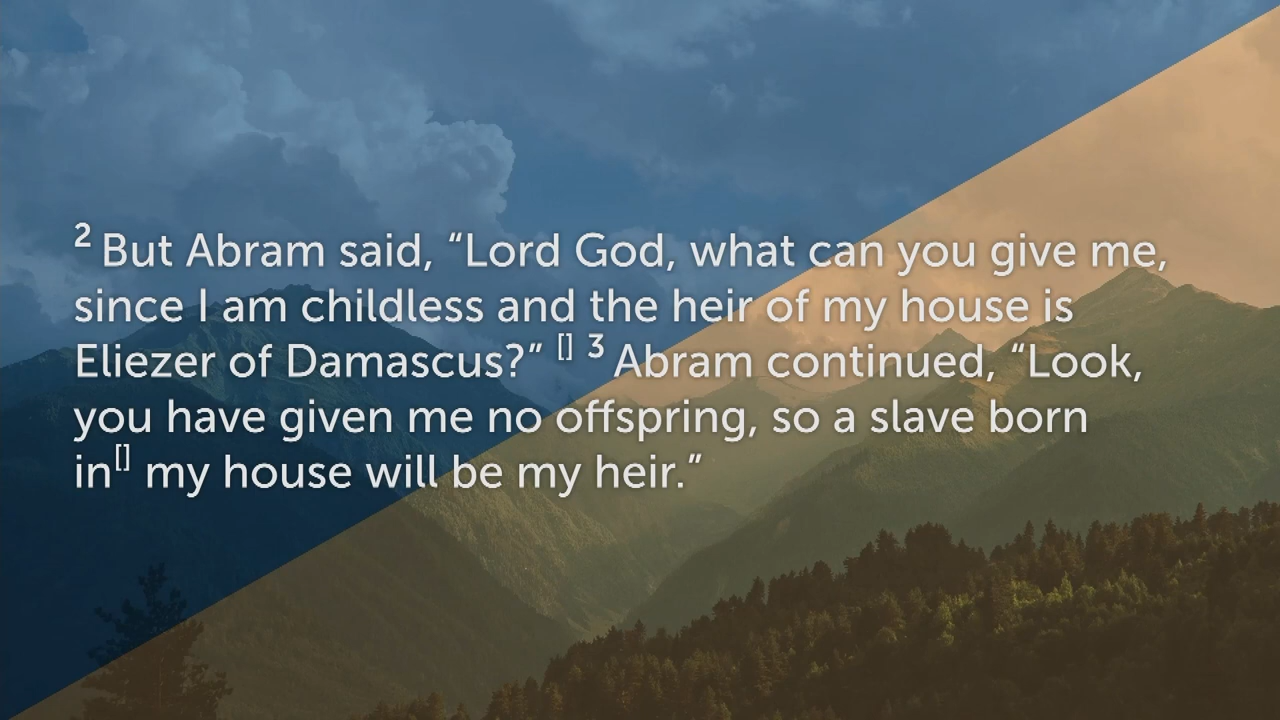 2 But Abram said, “Lord God, what can you give me,
since I am childless and the heir of my house is
Eliezer of Damascus?” [] 3 Abram continued, “Look,
you have given me no offspring, so a slave born
in[] my house will be my heir.”